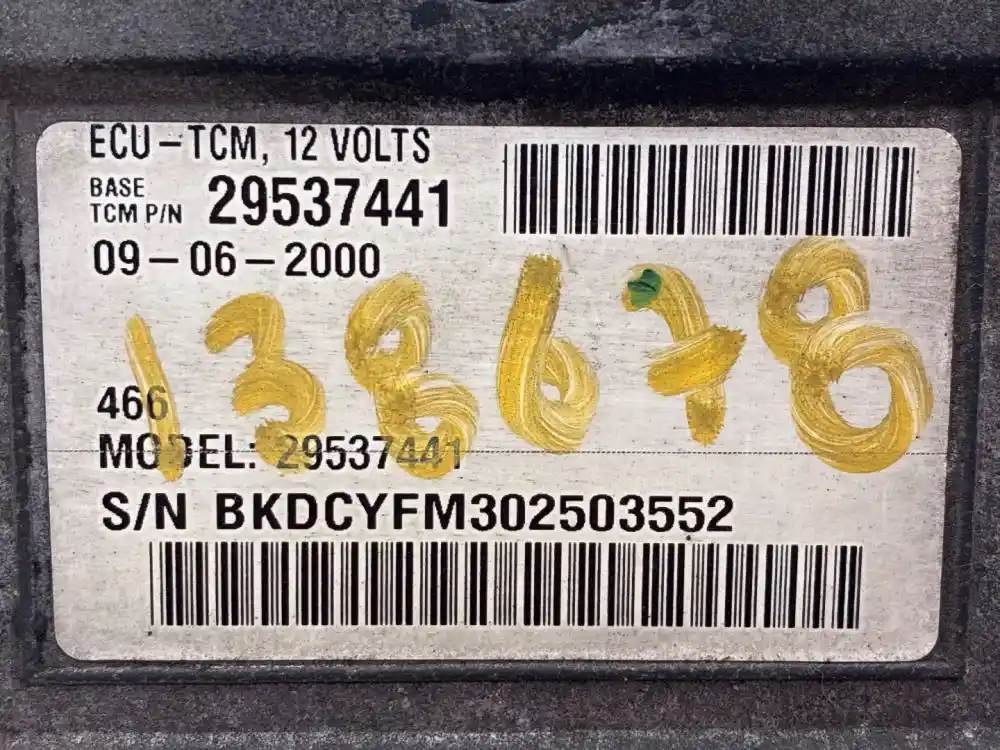 ECU-TCM, 12 VOLTS
BASE
TCM P/N 29537441
09-06-2000
138678
466
MODEL: 29537441
S/N BKDCYFM302503552